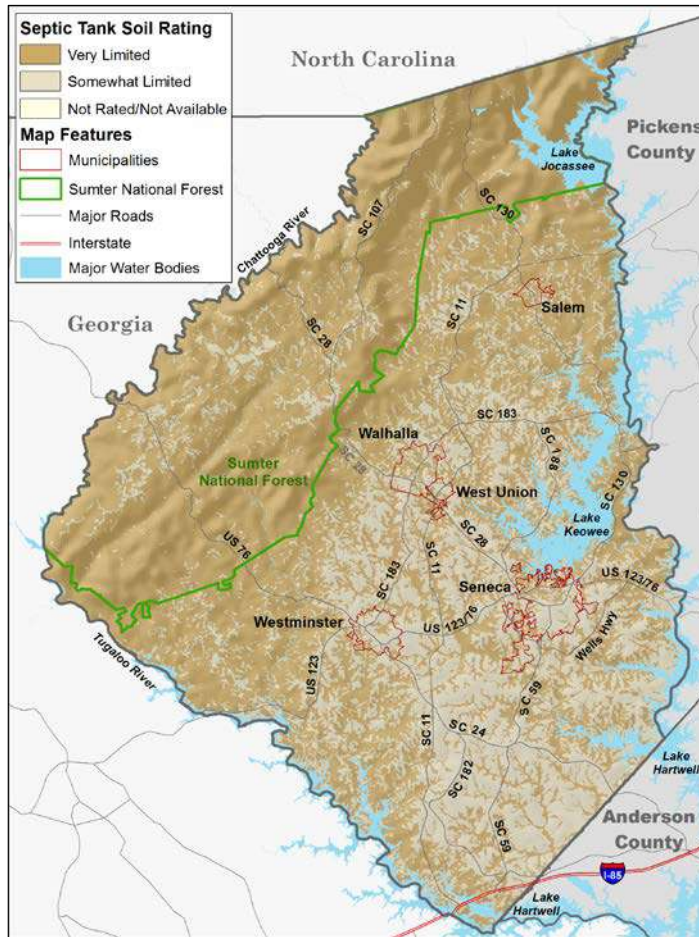 Septic Tank Soil Rating
Very Limited
Somewhat Limited
Not Rated/Not Available
Map Features
Municipalities
Sumter National Forest
Major Roads
Interstate
Major Water Bodies
North Carolina
Pickens
County
Lake
Jocassee
SC 130
SC 107
Chattooga River
Georgia
SC 28
SC 11
Salem
SC 183
Walhalla
SC 188
SC 28
West Union
SC 130
Sumter
National Forest
Lake
Keowee
SC 28
US 76
SC 183
SC 11
Seneca
US 123/76
Westminster
US 123/76
Wells Hwy
Tugaloo River
US 123
SC 59
SC 11
SC 24
SC 182
Lake
Hartwell
Anderson
County
SC 59
I-85
Lake
Hartwell